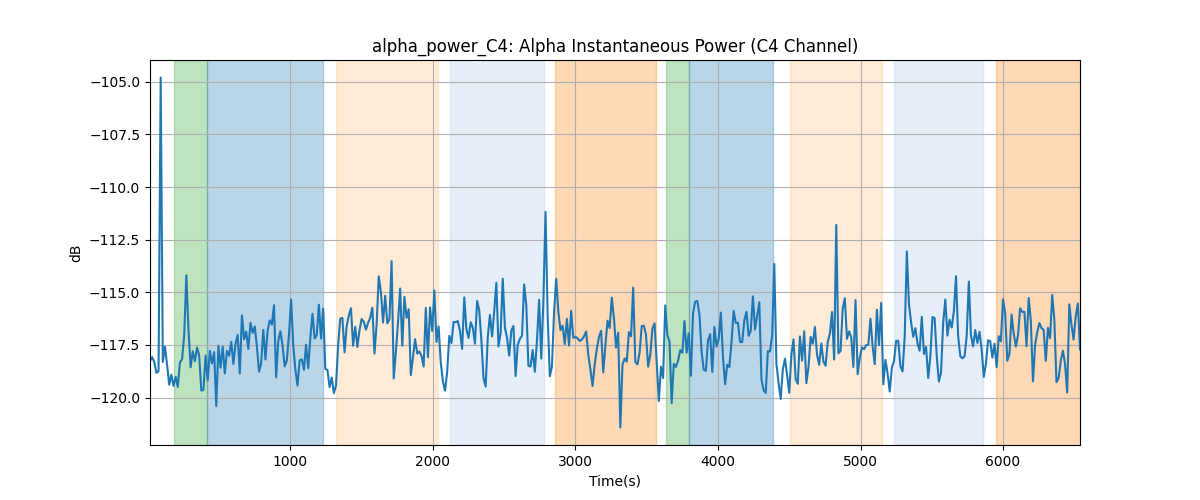 alpha_power_C4: Alpha Instantaneous Power (C4 Channel)
−105.0
−107.5
−110.0
−112.5
−115.0
−117.5
−120.0
dB
1000 2000 3000 4000 5000 6000
Time(s)